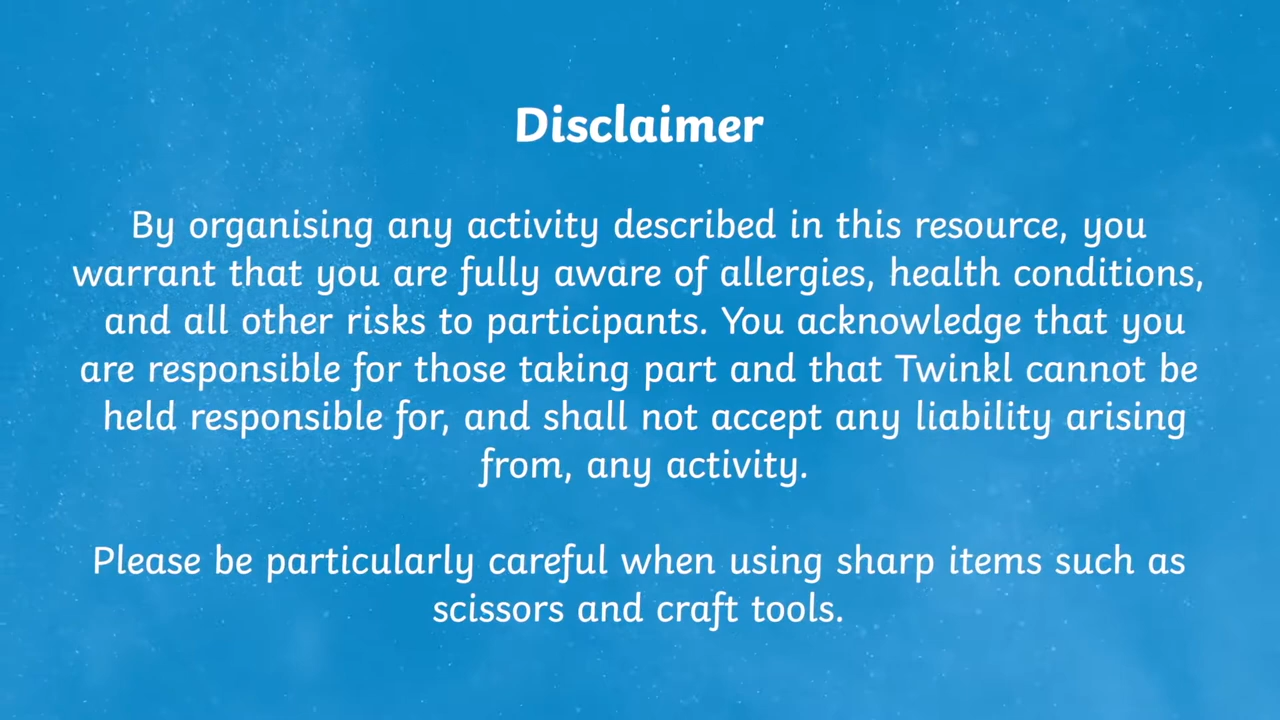 Disclaimer
By organising any activity described in this resource, you
warrant that you are fully aware of allergies, health conditions,
and all other risks to participants. You acknowledge that you
are responsible for those taking part and that Twinkl cannot be
held responsible for, and shall not accept any liability arising
from, any activity.
Please be particularly careful when using sharp items such as
scissors and craft tools.